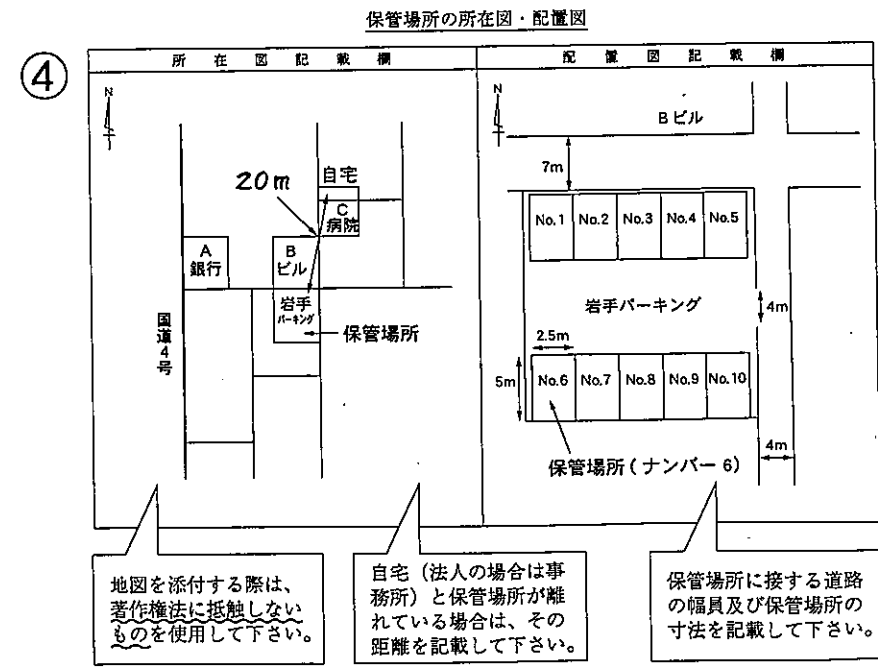 保管場所の所在図・配置図
④
所在図記載欄
配置図記載欄
N
20m
自宅
C
病院
A
銀行
B
ビル
岩手
パーキング
保管場所
国道4号
N
Bビル
7m
No.1 No.2 No.3 No.4 No.5
岩手パーキング
4m
2.5m
5m
No.6 No.7 No.8 No.9 No.10
4m
保管場所(ナンバー6)
地図を添付する際は、
著作権法に抵触しない
ものを使用して下さい。
自宅(法人の場合は事
務所)と保管場所が離
れている場合は、その
距離を記載して下さい。
保管場所に接する道路
の幅員及び保管場所の
寸法を記載して下さい。